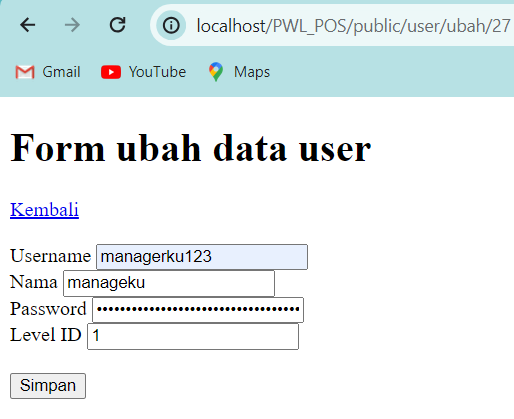 localhost/PWL_POS/public/user/ubah/27
Gmail YouTube Maps
Form ubah data user
Kembali
Username managerku123
Nama manageku
Password ••••••••••••••••••••••••••••••••••
Level ID 1
Simpan